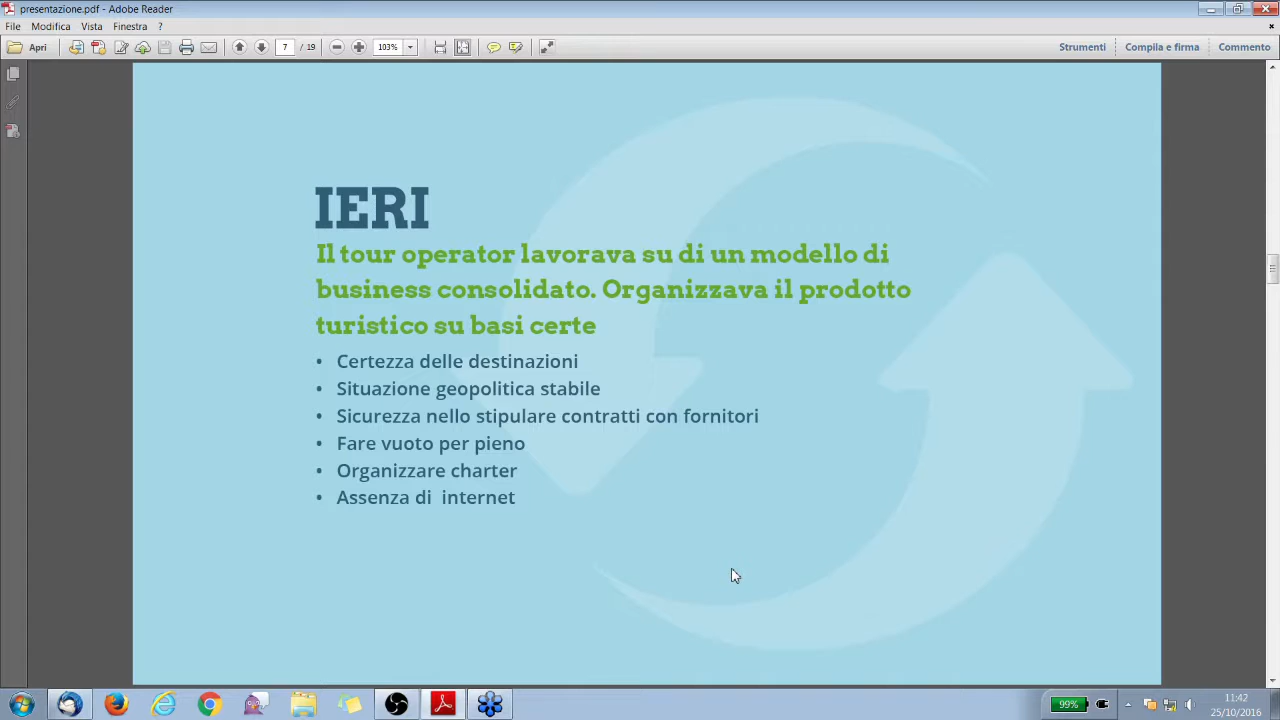 presentazione.pdf - Adobe Reader
File Modifica Vista Finestra ?
Apri 7 / 19 103% Strumenti Compila e firma Commento
IERI
Il tour operator lavorava su di un modello di
business consolidato. Organizzava il prodotto
turistico su basi certe
• Certezza delle destinazioni
• Situazione geopolitica stabile
• Sicurezza nello stipulare contratti con fornitori
• Fare vuoto per pieno
• Organizzare charter
• Assenza di internet
99%
11:42
25/10/2016